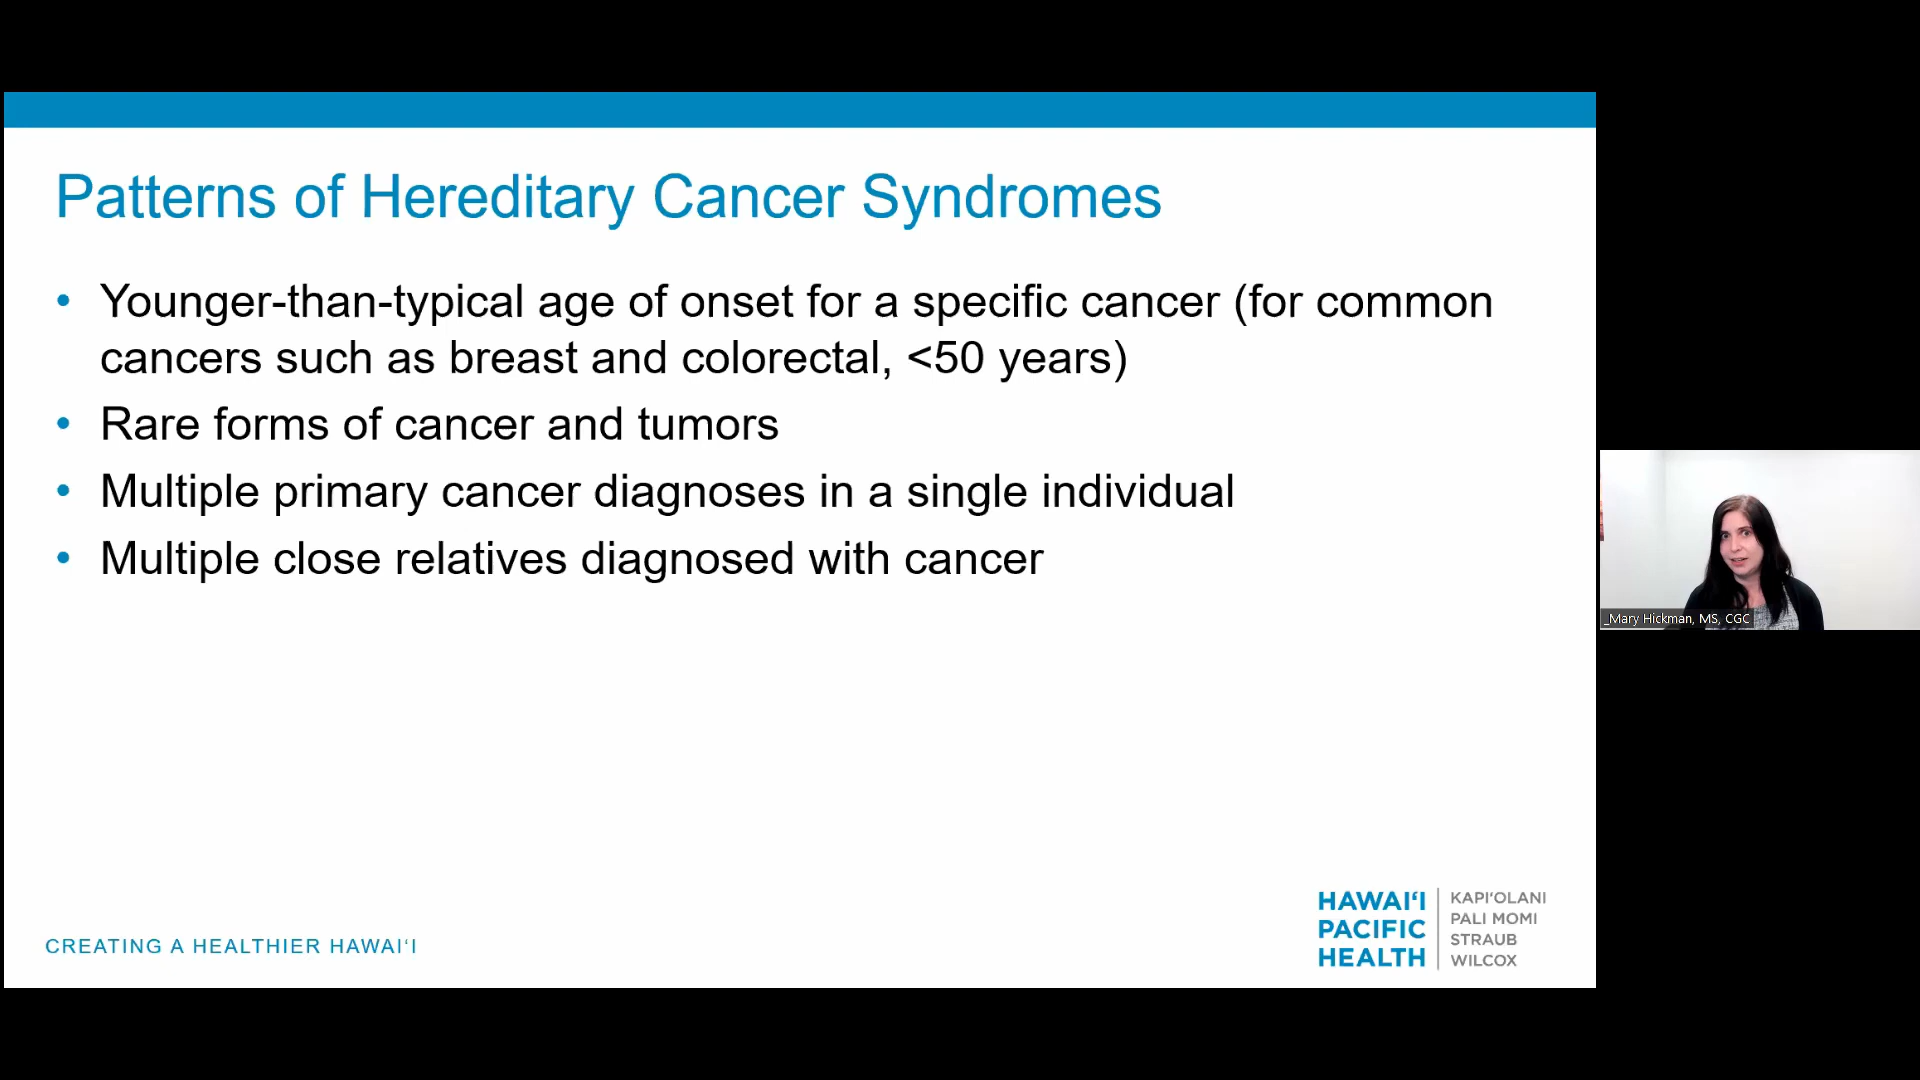 Patterns of Hereditary Cancer Syndromes
• Younger-than-typical age of onset for a specific cancer (for common
cancers such as breast and colorectal, <50 years)
• Rare forms of cancer and tumors
• Multiple primary cancer diagnoses in a single individual
• Multiple close relatives diagnosed with cancer
_Mary Hickman, MS, CGC
CREATING A HEALTHIER HAWAI‘I
HAWAI‘I
PACIFIC
HEALTH
KAPI‘OLANI
PALI MOMI
STRAUB
WILCOX